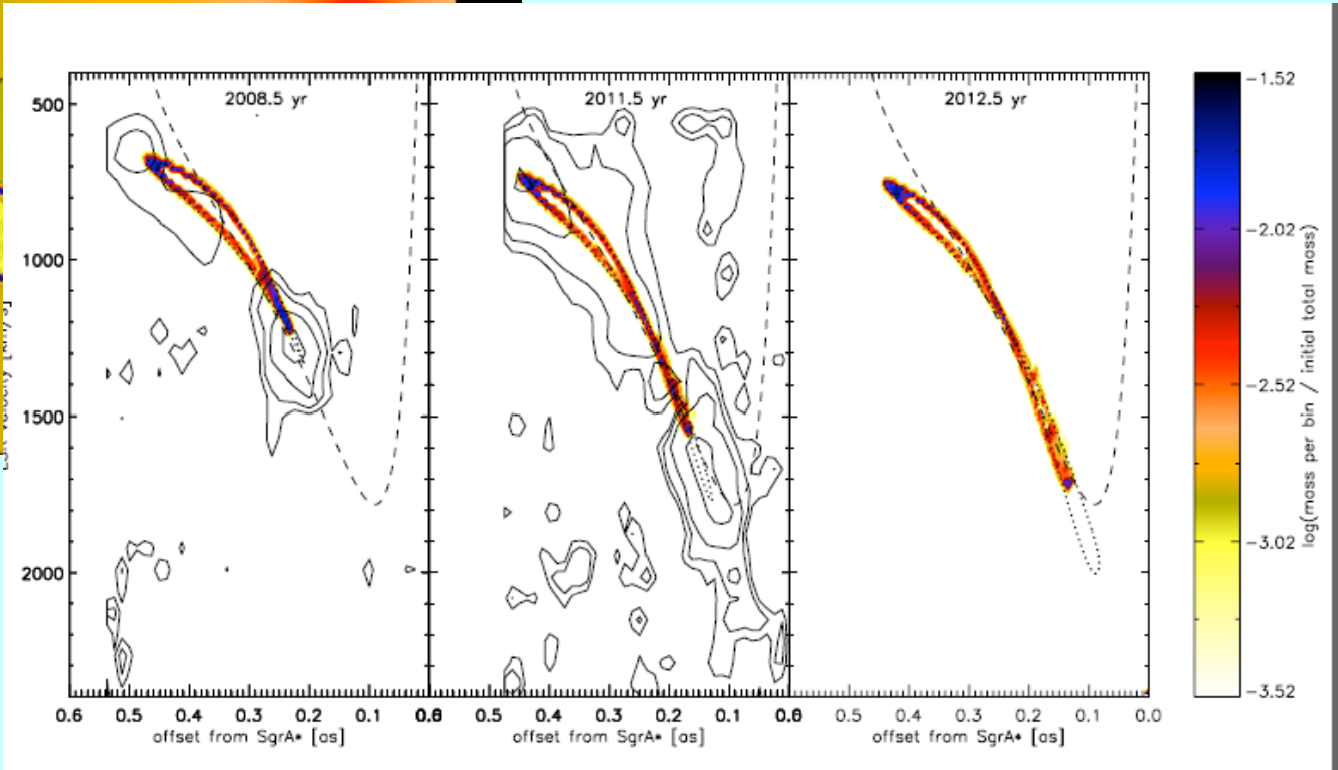 2008.5 yr
2011.5 yr
2012.5 yr
500
1000
1500
2000
0.6 0.5 0.4 0.3 0.2 0.1
0.5 0.4 0.3 0.2 0.1
0.5 0.4 0.3 0.2 0.1 0.0
offset from SgrA* [as]
offset from SgrA* [as]
offset from SgrA* [as]
-1.52
-2.02
-2.52
-3.02
-3.52
log(mass per bin / initial total mass)